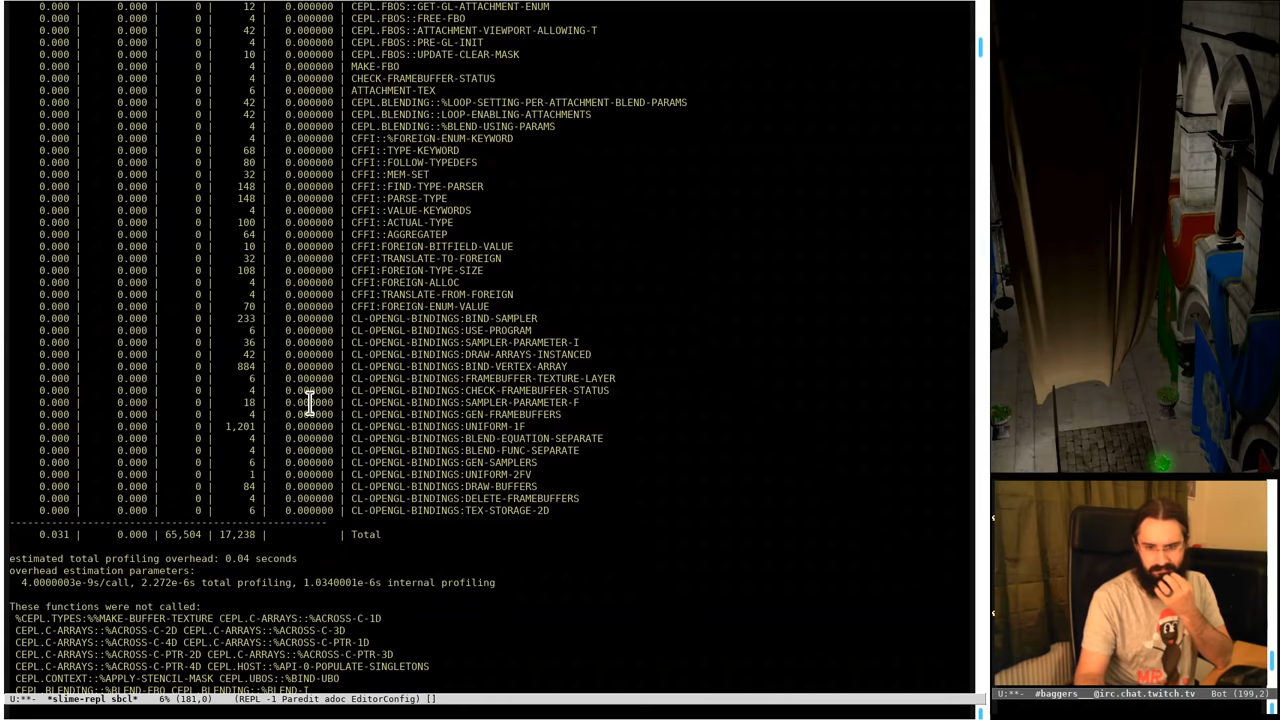 0.000 | 0.000 | 0 | 12 | 0.000000 | CEPL.FBOS::GET-GL-ATTACHMENT-ENUM
0.000 | 0.000 | 0 | 4 | 0.000000 | CEPL.FBOS::FREE-FBO
0.000 | 0.000 | 0 | 42 | 0.000000 | CEPL.FBOS::ATTACHMENT-VIEWPORT-ALLOWING-T
0.000 | 0.000 | 0 | 4 | 0.000000 | CEPL.FBOS::PRE-GL-INIT
0.000 | 0.000 | 0 | 10 | 0.000000 | CEPL.FBOS::UPDATE-CLEAR-MASK
0.000 | 0.000 | 0 | 4 | 0.000000 | MAKE-FBO
0.000 | 0.000 | 0 | 4 | 0.000000 | CHECK-FRAMEBUFFER-STATUS
0.000 | 0.000 | 0 | 6 | 0.000000 | ATTACHMENT-TEX
0.000 | 0.000 | 0 | 42 | 0.000000 | CEPL.BLENDING::%LOOP-SETTING-PER-ATTACHMENT-BLEND-PARAMS
0.000 | 0.000 | 0 | 42 | 0.000000 | CEPL.BLENDING::LOOP-ENABLING-ATTACHMENTS
0.000 | 0.000 | 0 | 4 | 0.000000 | CEPL.BLENDING::%BLEND-USING-PARAMS
0.000 | 0.000 | 0 | 4 | 0.000000 | CFFI::%FOREIGN-ENUM-KEYWORD
0.000 | 0.000 | 0 | 68 | 0.000000 | CFFI::TYPE-KEYWORD
0.000 | 0.000 | 0 | 80 | 0.000000 | CFFI::FOLLOW-TYPEDEFS
0.000 | 0.000 | 0 | 32 | 0.000000 | CFFI::MEM-SET
0.000 | 0.000 | 0 | 148 | 0.000000 | CFFI::FIND-TYPE-PARSER
0.000 | 0.000 | 0 | 148 | 0.000000 | CFFI::PARSE-TYPE
0.000 | 0.000 | 0 | 4 | 0.000000 | CFFI::VALUE-KEYWORDS
0.000 | 0.000 | 0 | 100 | 0.000000 | CFFI::ACTUAL-TYPE
0.000 | 0.000 | 0 | 64 | 0.000000 | CFFI::AGGREGATEP
0.000 | 0.000 | 0 | 10 | 0.000000 | CFFI:FOREIGN-BITFIELD-VALUE
0.000 | 0.000 | 0 | 32 | 0.000000 | CFFI:TRANSLATE-TO-FOREIGN
0.000 | 0.000 | 0 | 108 | 0.000000 | CFFI:FOREIGN-TYPE-SIZE
0.000 | 0.000 | 0 | 4 | 0.000000 | CFFI:FOREIGN-ALLOC
0.000 | 0.000 | 0 | 4 | 0.000000 | CFFI:TRANSLATE-FROM-FOREIGN
0.000 | 0.000 | 0 | 70 | 0.000000 | CFFI:FOREIGN-ENUM-VALUE
0.000 | 0.000 | 0 | 233 | 0.000000 | CL-OPENGL-BINDINGS:BIND-SAMPLER
0.000 | 0.000 | 0 | 6 | 0.000000 | CL-OPENGL-BINDINGS:USE-PROGRAM
0.000 | 0.000 | 0 | 36 | 0.000000 | CL-OPENGL-BINDINGS:SAMPLER-PARAMETER-I
0.000 | 0.000 | 0 | 42 | 0.000000 | CL-OPENGL-BINDINGS:DRAW-ARRAYS-INSTANCED
0.000 | 0.000 | 0 | 884 | 0.000000 | CL-OPENGL-BINDINGS:BIND-VERTEX-ARRAY
0.000 | 0.000 | 0 | 6 | 0.000000 | CL-OPENGL-BINDINGS:FRAMEBUFFER-TEXTURE-LAYER
0.000 | 0.000 | 0 | 4 | 0.000000 | CL-OPENGL-BINDINGS:CHECK-FRAMEBUFFER-STATUS
0.000 | 0.000 | 0 | 18 | 0.000000 | CL-OPENGL-BINDINGS:SAMPLER-PARAMETER-F
0.000 | 0.000 | 0 | 4 | 0.000000 | CL-OPENGL-BINDINGS:GEN-FRAMEBUFFERS
0.000 | 0.000 | 0 | 1,201 | 0.000000 | CL-OPENGL-BINDINGS:UNIFORM-1F
0.000 | 0.000 | 0 | 4 | 0.000000 | CL-OPENGL-BINDINGS:BLEND-EQUATION-SEPARATE
0.000 | 0.000 | 0 | 4 | 0.000000 | CL-OPENGL-BINDINGS:BLEND-FUNC-SEPARATE
0.000 | 0.000 | 0 | 6 | 0.000000 | CL-OPENGL-BINDINGS:GEN-SAMPLERS
0.000 | 0.000 | 0 | 1 | 0.000000 | CL-OPENGL-BINDINGS:UNIFORM-2FV
0.000 | 0.000 | 0 | 84 | 0.000000 | CL-OPENGL-BINDINGS:DRAW-BUFFERS
0.000 | 0.000 | 0 | 4 | 0.000000 | CL-OPENGL-BINDINGS:DELETE-FRAMEBUFFERS
0.000 | 0.000 | 0 | 6 | 0.000000 | CL-OPENGL-BINDINGS:TEX-STORAGE-2D
-----------------------------------------------------
0.031 | 0.000 | 65,504 | 17,238 | | Total
estimated total profiling overhead: 0.04 seconds
overhead estimation parameters:
4.0000003e-9s/call, 2.272e-6s total profiling, 1.0340001e-6s internal profiling
These functions were not called:
%CEPL.TYPES:%%MAKE-BUFFER-TEXTURE CEPL.C-ARRAYS::%ACROSS-C-1D
CEPL.C-ARRAYS::%ACROSS-C-2D CEPL.C-ARRAYS::%ACROSS-C-3D
CEPL.C-ARRAYS::%ACROSS-C-4D CEPL.C-ARRAYS::%ACROSS-C-PTR-1D
CEPL.C-ARRAYS::%ACROSS-C-PTR-2D CEPL.C-ARRAYS::%ACROSS-C-PTR-3D
CEPL.C-ARRAYS::%ACROSS-C-PTR-4D CEPL.HOST::%API-0-POPULATE-SINGLETONS
CEPL.CONTEXT::%APPLY-STENCIL-MASK CEPL.UBOS::%BIND-UBO
CEPL.BLENDING::%BLEND-FBO CEPL.BLENDING::%BLEND-I
U:**- *slime-repl sbcl* 6% (181,0) (REPL -1 Paredit adoc EditorConfig) []
MR
U:**- #baggers___@irc.chat.twitch.tv Bot (199,2)